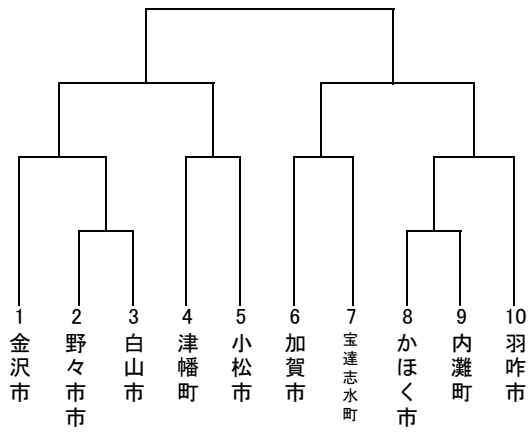 1 2 3 4 5 6 7 8 9 10
金沢市
野々市市
白山市
津幡町
小松市
加賀市
宝達志水町
かほく市
内灘町
羽咋市